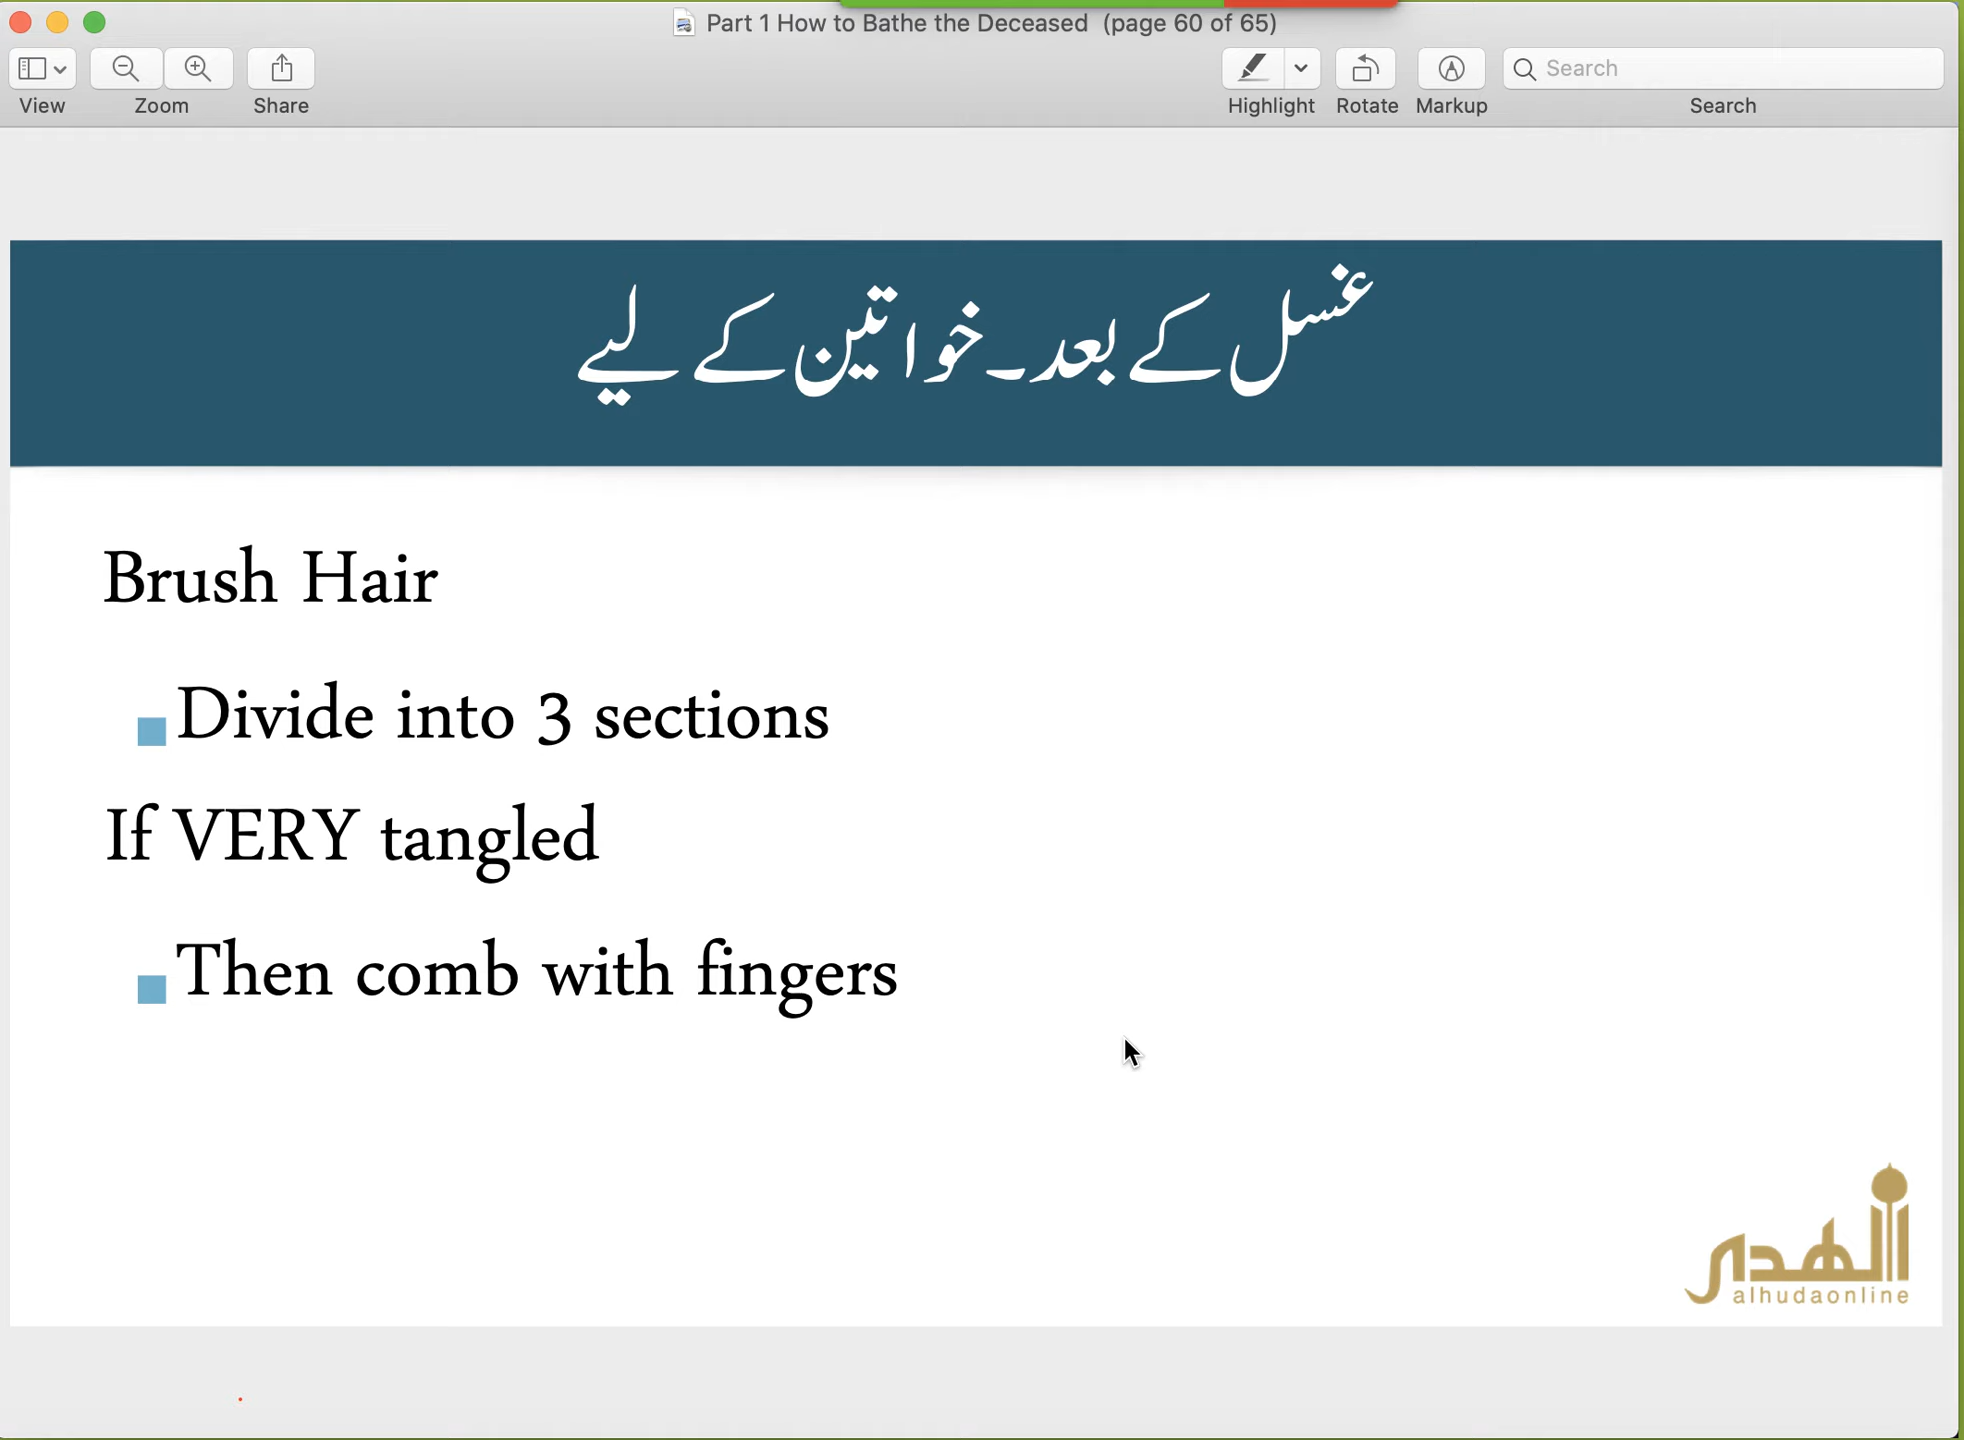 Part 1 How to Bathe the Deceased (page 60 of 65)
View
Zoom
Share
Highlight
Rotate
Markup
Search
Search
غسل کے بعد۔ خواتین کے لیے
Brush Hair
Divide into 3 sections
If VERY tangled
Then comb with fingers
الهدى
alhudaonline